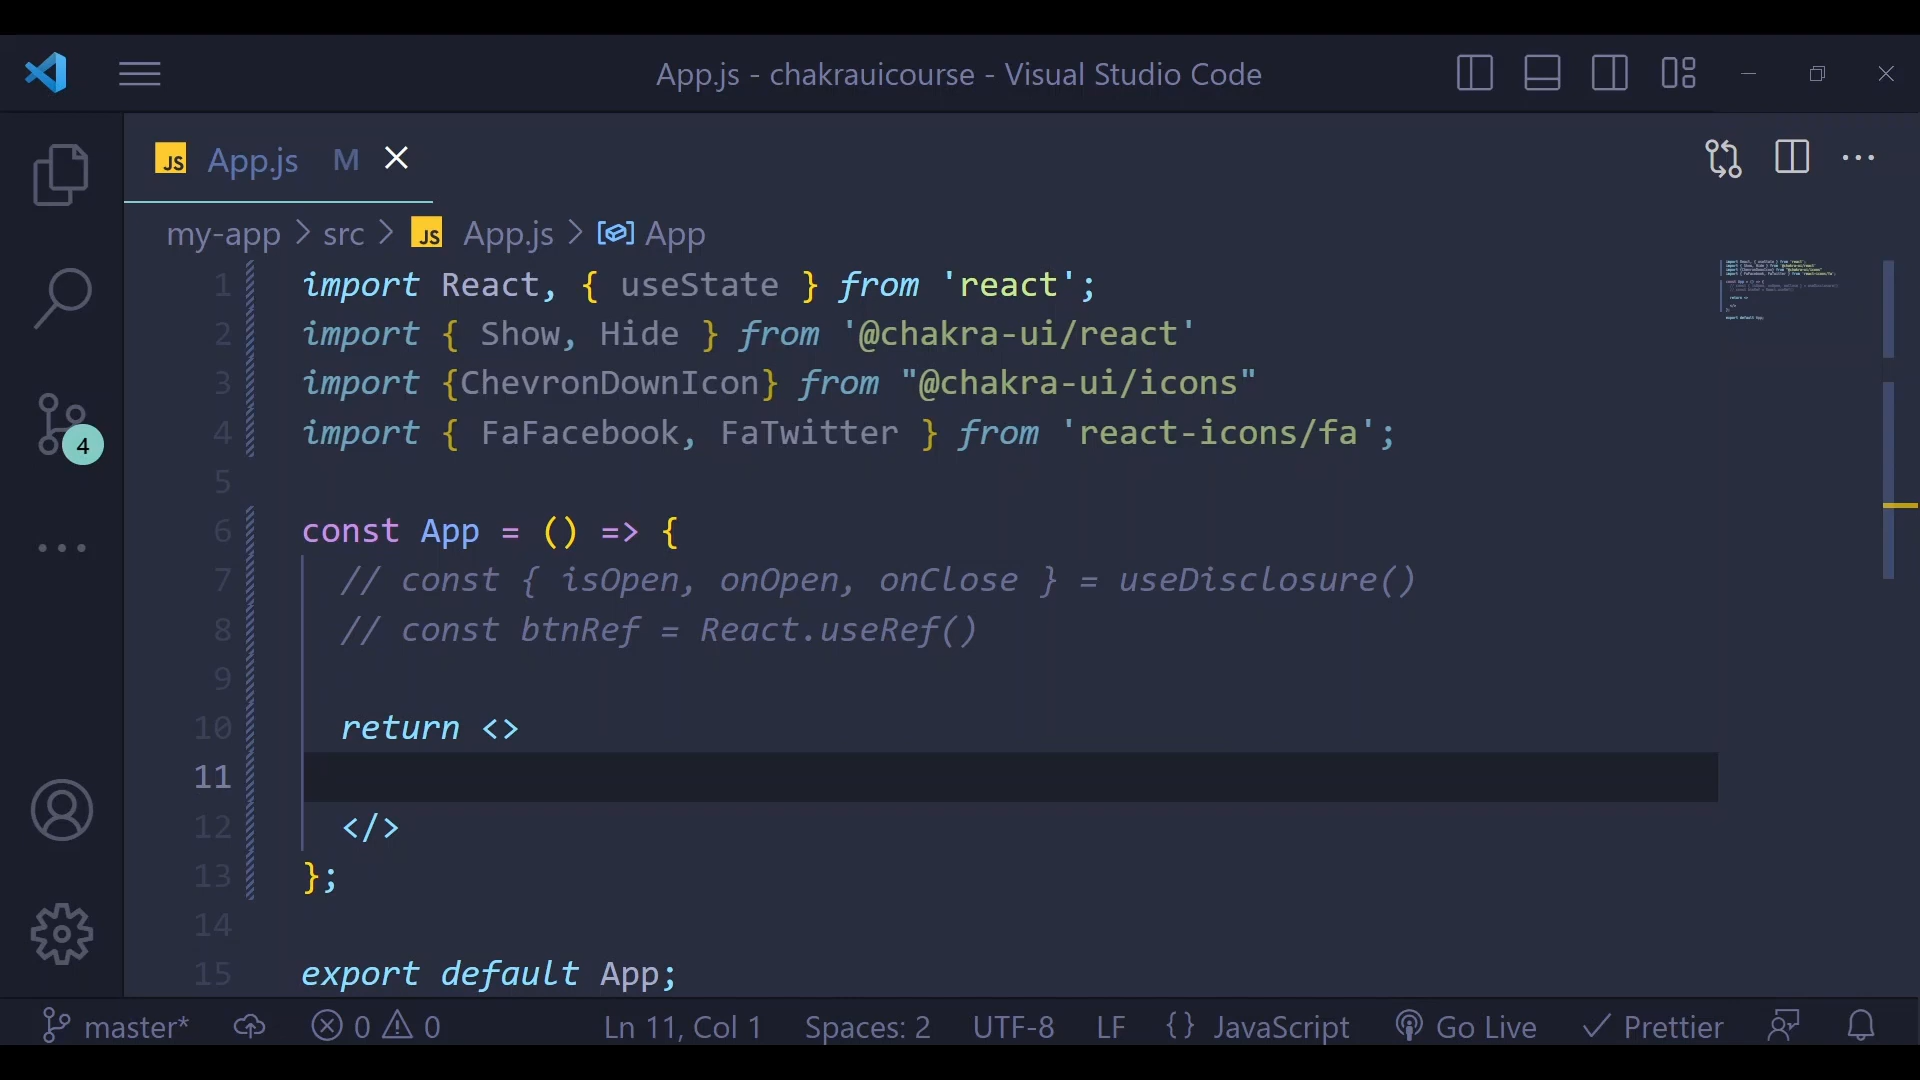 App.js - chakrauicourse - Visual Studio Code
JS App.js M
my-app > src > JS App.js > App
1 import React, { useState } from 'react';
2 import { Show, Hide } from '@chakra-ui/react'
3 import {ChevronDownIcon} from "@chakra-ui/icons"
4 import { FaFacebook, FaTwitter } from 'react-icons/fa';
5
6 const App = () => {
7 // const { isOpen, onOpen, onClose } = useDisclosure()
8 // const btnRef = React.useRef()
9
10 return <>
11
12 </>
13 };
14
15 export default App;
4
master* 0 0 Ln 11, Col 1 Spaces: 2 UTF-8 LF {} JavaScript Go Live Prettier